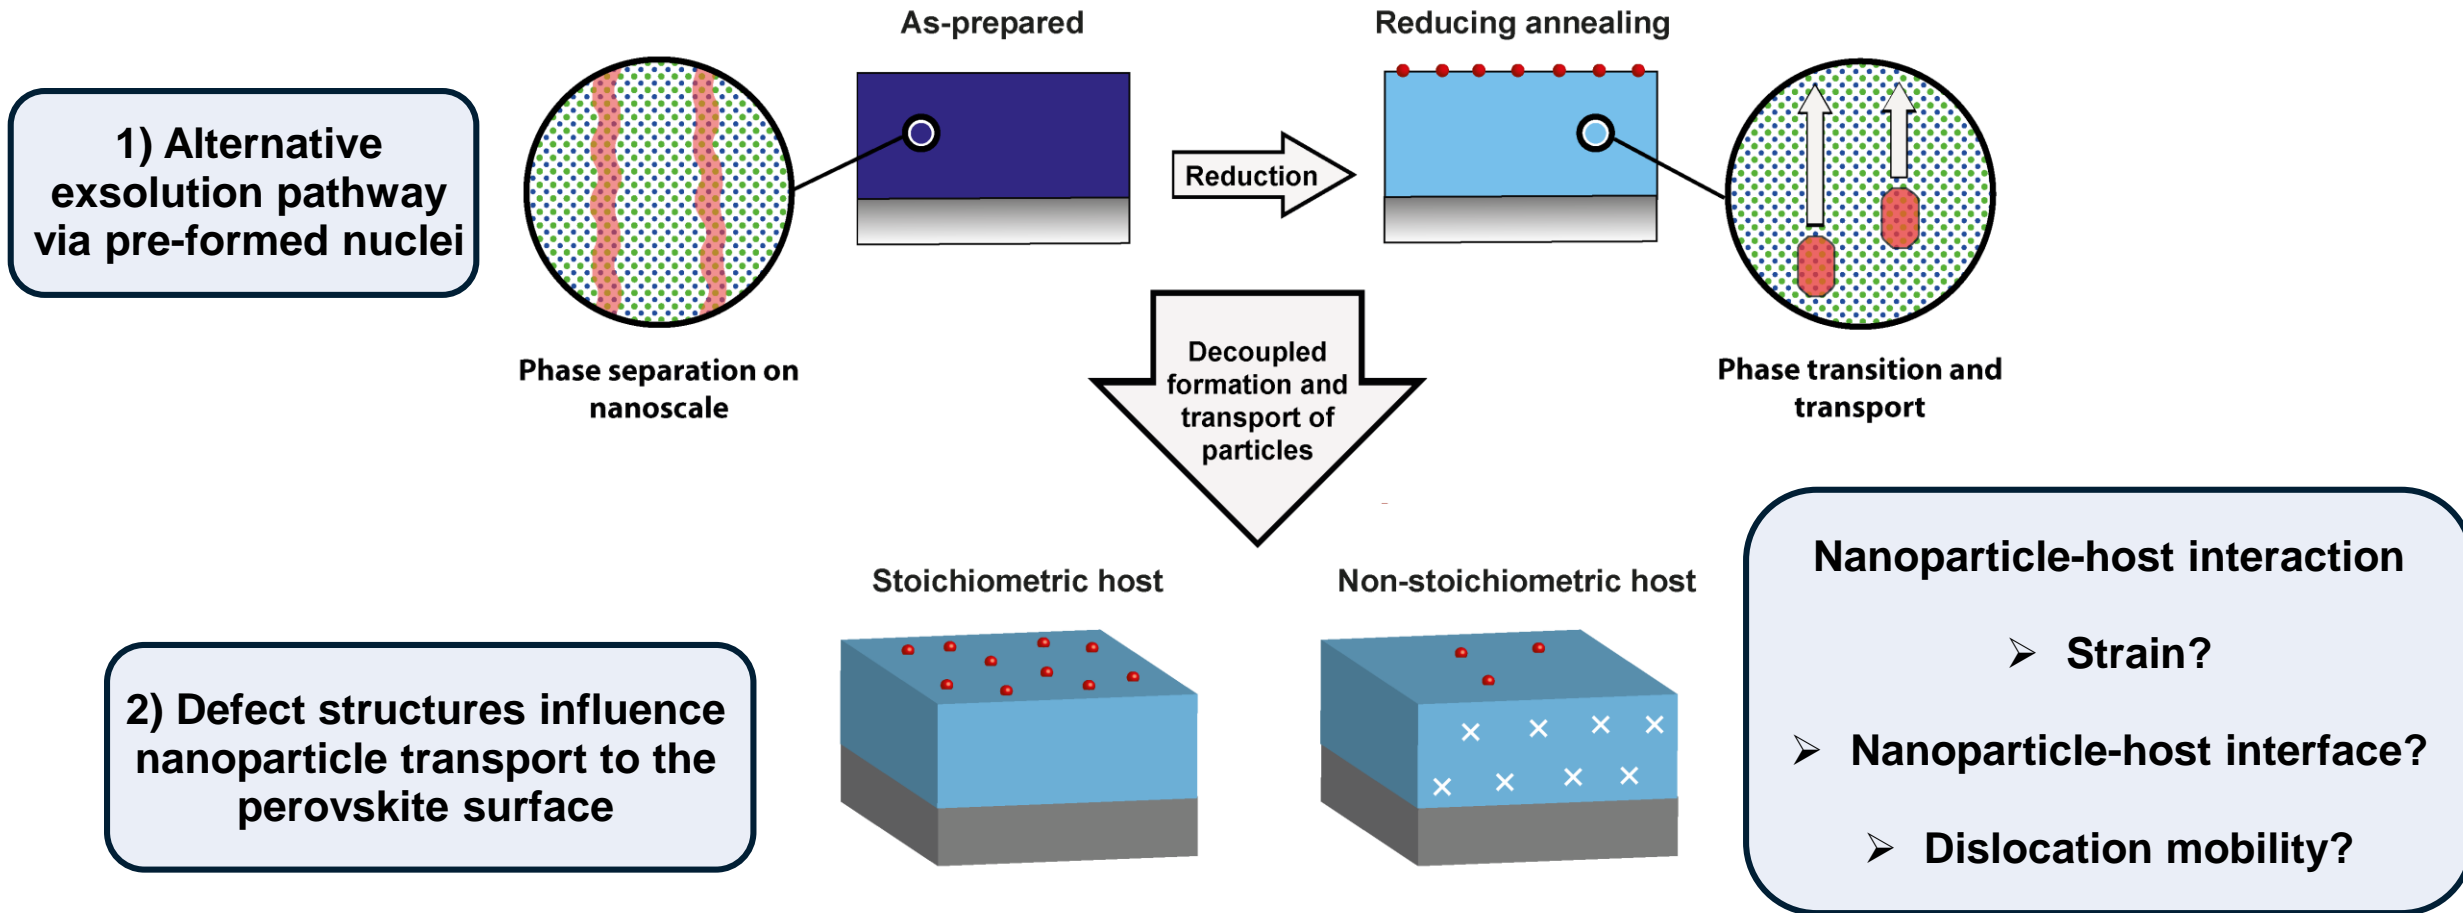 As-prepared
Reducing annealing
1) Alternative
exsolution pathway
via pre-formed nuclei
Reduction
Phase separation on
nanoscale
Decoupled
formation and
transport of
particles
Phase transition and
transport
Stoichiometric host
Non-stoichiometric host
2) Defect structures influence
nanoparticle transport to the
perovskite surface
Nanoparticle-host interaction
➢ Strain?
➢ Nanoparticle-host interface?
➢ Dislocation mobility?